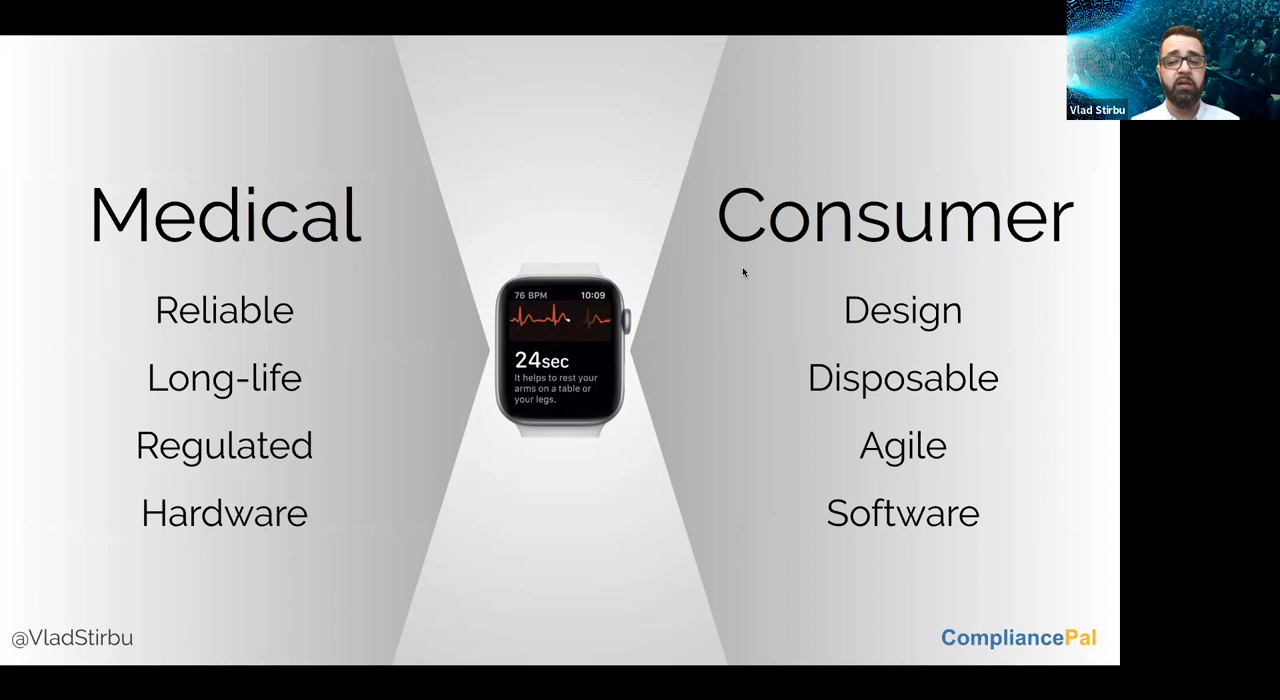 Vlad Stirbu
Medical
Reliable
Long-life
Regulated
Hardware
76 BPM 10:09
24sec
It helps to rest your
arms on a table or
your legs.
Consumer
Design
Disposable
Agile
Software
@VladStirbu
CompliancePal